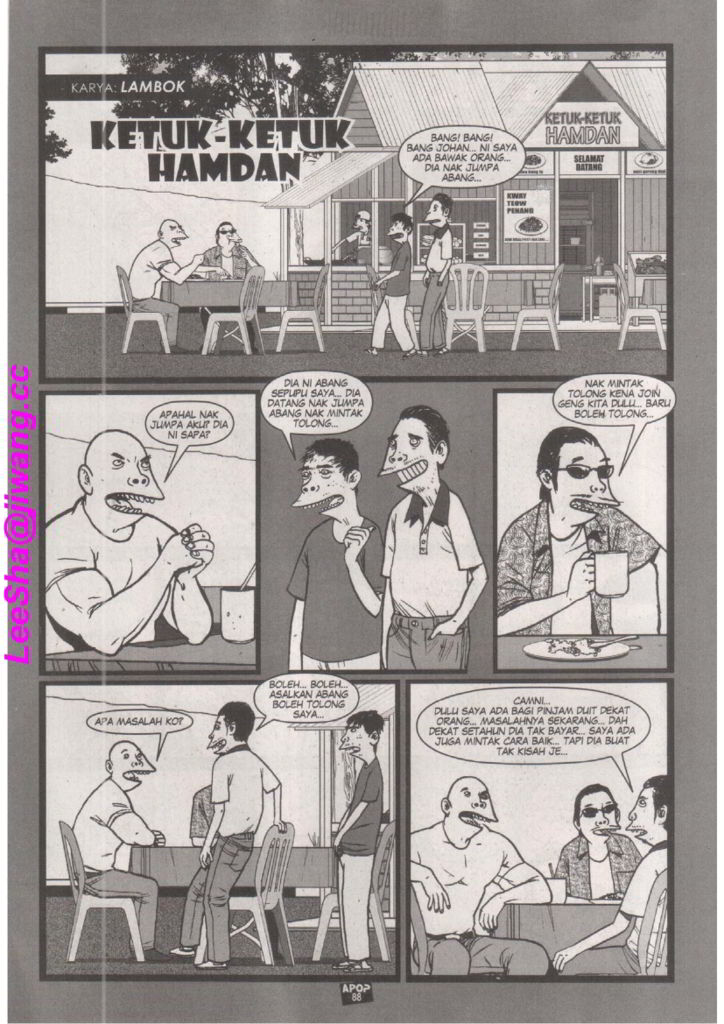 KARYA: LAMBOK
KETUK-KETUK
HAMDAN
BANG! BANG!
BANG JOHAN... NI SAYA
ADA BAWAK ORANG...
DIA NAK JUMPA
ABANG...
KETUK-KETUK
HAMDAN
SELAMAT
DATANG
KWAY
TEOW
PENANG
APAHAL NAK
JUMPA AKU? DIA
NI SAPA?
DIA NI ABANG
SEPUPU SAYA... DIA
DATANG NAK JUMPA
ABANG NAK MINTAK
TOLONG...
NAK MINTAK
TOLONG KENA JOIN
GENG KITA DULU... BARU
BOLEH TOLONG...
APA MASALAH KO?
BOLEH... BOLEH...
ASALKAN ABANG
BOLEH TOLONG
SAYA...
CAMNI...
DULU SAYA ADA BAGI PINJAM DUIT DEKAT
ORANG... MASALAHNYA SEKARANG... DAH
DEKAT SETAHUN DIA TAK BAYAR... SAYA ADA
JUGA MINTAK CARA BAIK... TAPI DIA BUAT
TAK KISAH JE...
APOP
88
LeeSha@jiwang.cc